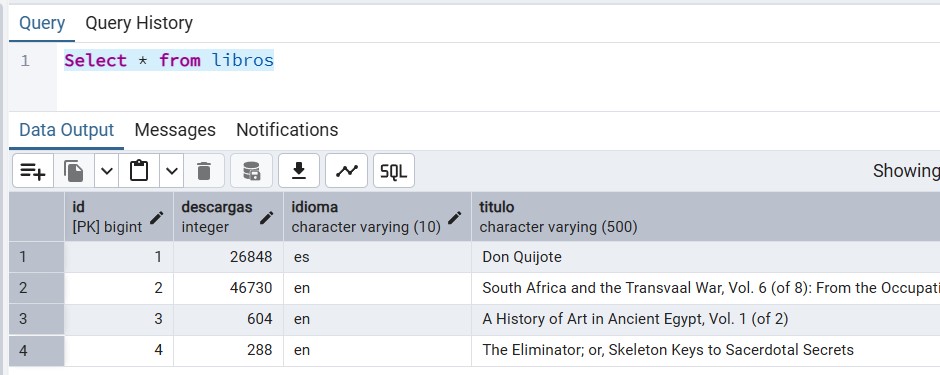 Query Query History
1 Select * from libros
Data Output Messages Notifications
SQL Showing
id descargas idioma titulo
[PK] bigint integer character varying (10) character varying (500)
1 1 26848 es Don Quijote
2 2 46730 en South Africa and the Transvaal War, Vol. 6 (of 8): From the
3 3 604 en A History of Art in Ancient Egypt, Vol. 1 (of 2)
4 4 288 en The Eliminator; or, Skeleton Keys to Sacerdotal Secrets